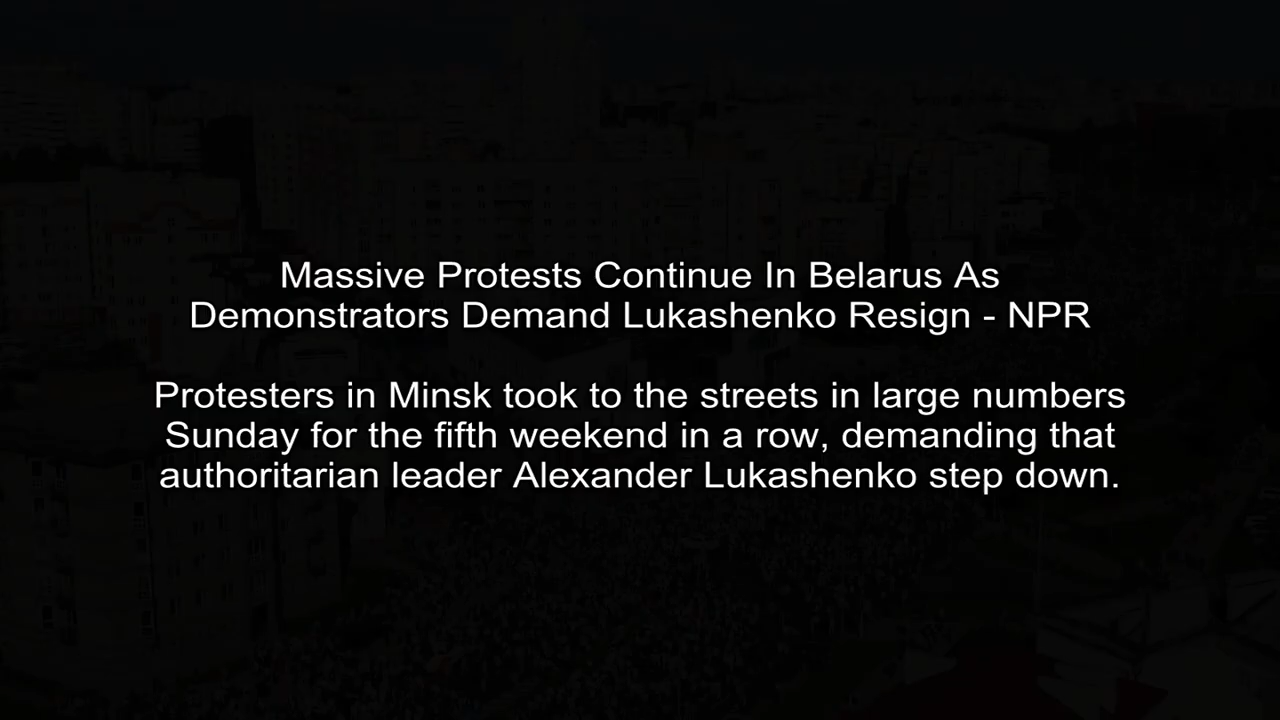 Massive Protests Continue In Belarus As
Demonstrators Demand Lukashenko Resign - NPR
Protesters in Minsk took to the streets in large numbers
Sunday for the fifth weekend in a row, demanding that
authoritarian leader Alexander Lukashenko step down.